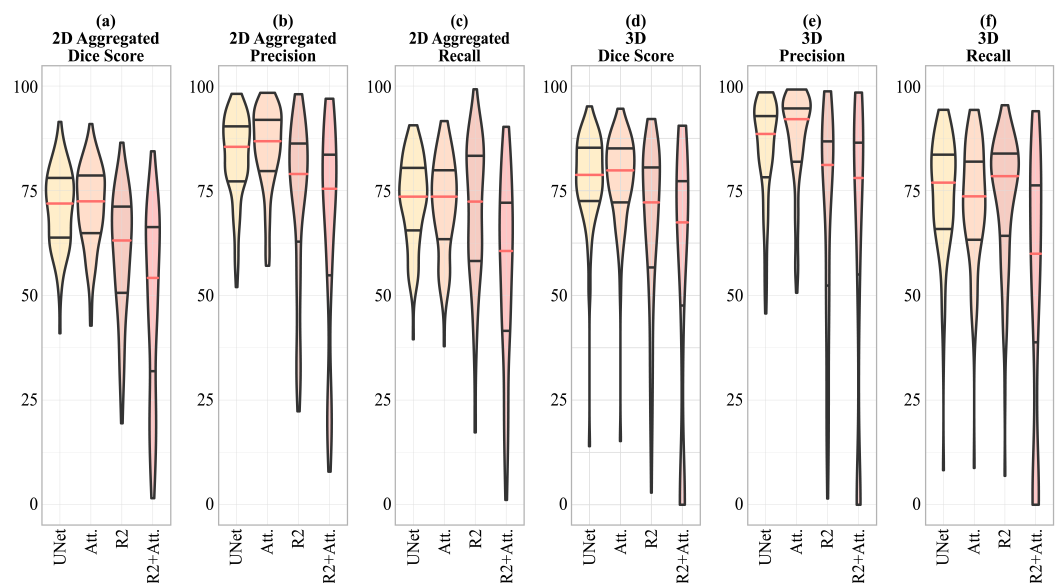 (a)
2D Aggregated
Dice Score
100
75
50
25
0
UNet
Att.
R2
R2+Att.
(b)
2D Aggregated
Precision
100
75
50
25
0
UNet
Att.
R2
R2+Att.
(c)
2D Aggregated
Recall
100
75
50
25
0
UNet
Att.
R2
R2+Att.
(d)
3D
Dice Score
100
75
50
25
0
UNet
Att.
R2
R2+Att.
(e)
3D
Precision
100
75
50
25
0
UNet
Att.
R2
R2+Att.
(f)
3D
Recall
100
75
50
25
0
UNet
Att.
R2
R2+Att.